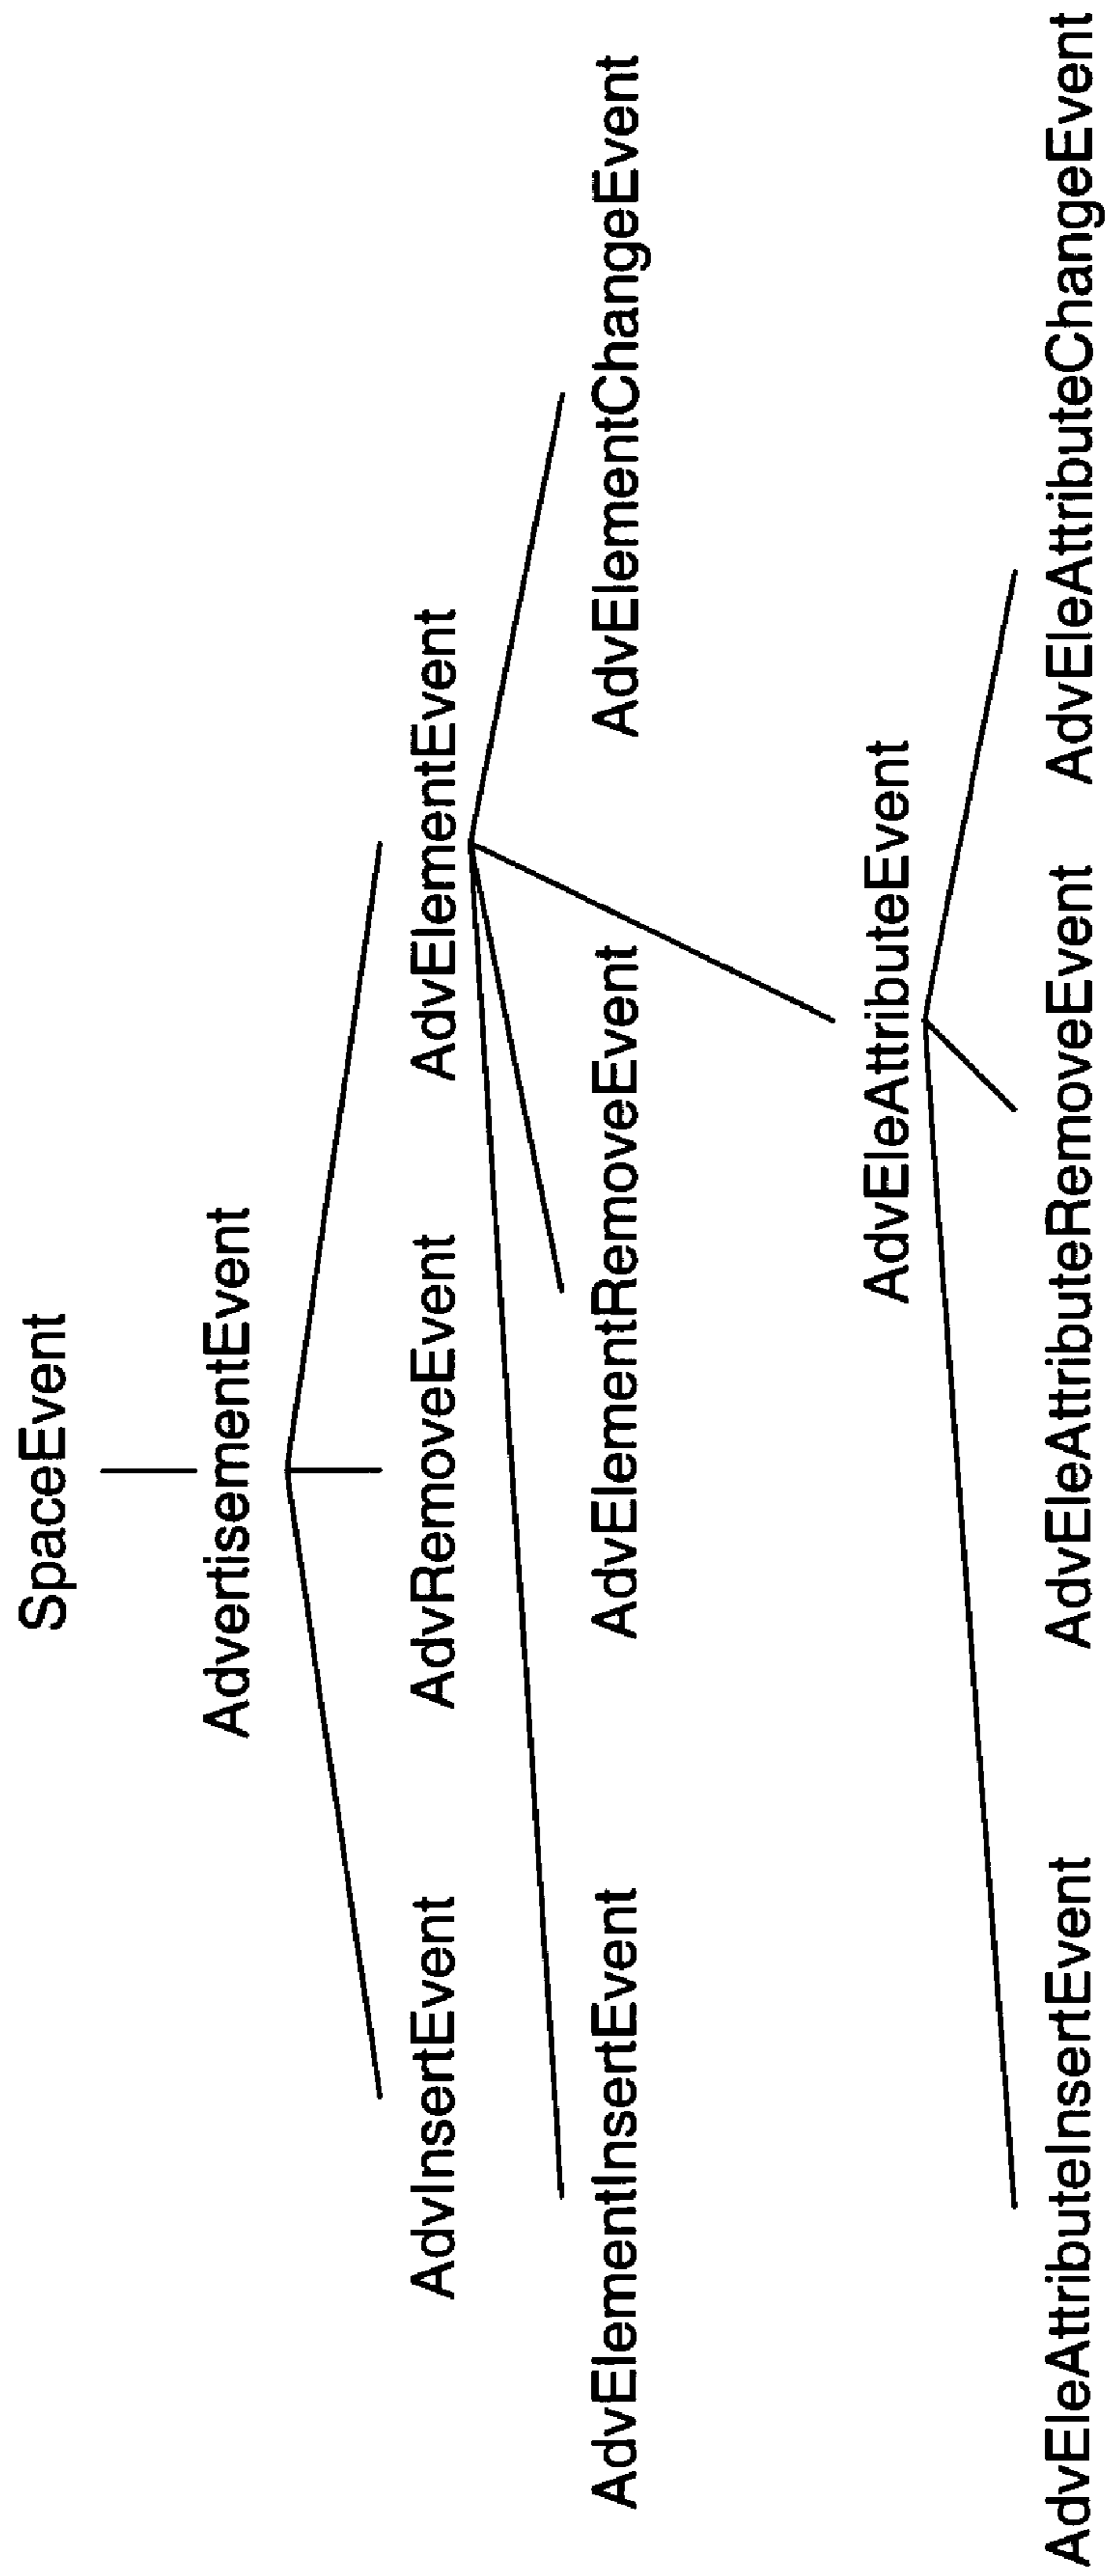 SpaceEvent
AdvertisementEvent
AdvInsertEvent
AdvRemoveEvent
AdvElementEvent
AdvElementInsertEvent
AdvElementRemoveEvent
AdvElementChangeEvent
AdvEleAttributeEvent
AdvEleAttributeInsertEvent
AdvEleAttributeRemoveEvent
AdvEleAttributeChangeEvent